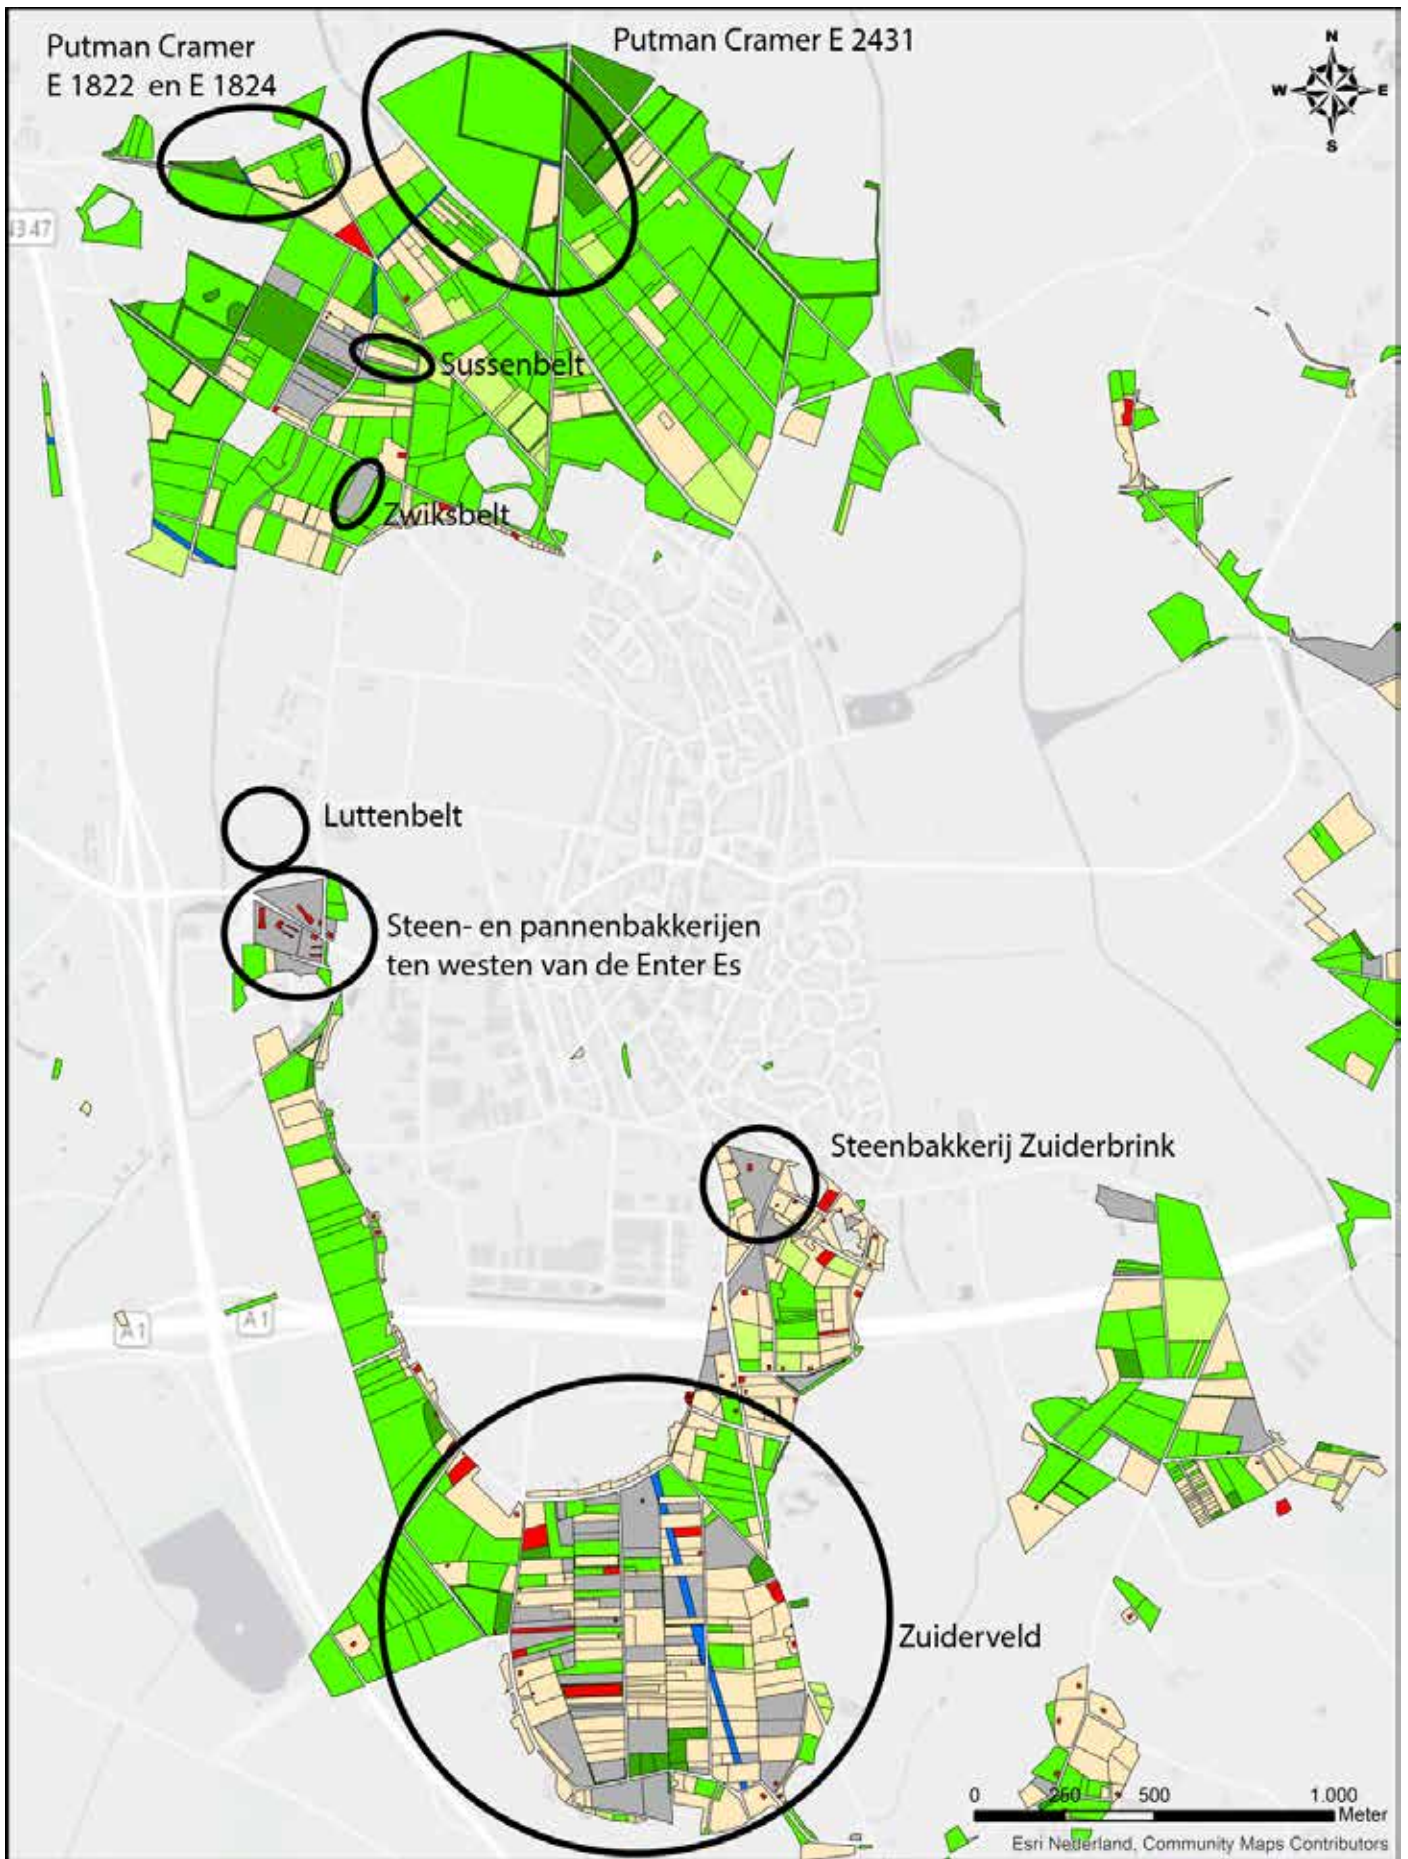 Putman Cramer
E 1822 en E 1824
Putman Cramer E 2431
N
W E
S
Sussenbelt
Zwiksbelt
Luttenbelt
Steen- en pannenbakkerijen
ten westen van de Enter Es
Steenbakkerij Zuiderbrink
A1
A1
Zuiderveld
0 250 500 1.000
Meter
Esri Nederland, Community Maps Contributors